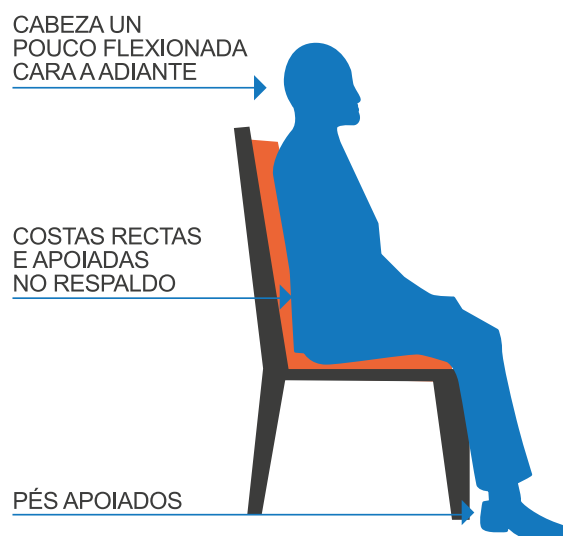 CABEZA UN
POUCO FLEXIONADA
CARA A ADIANTE
COSTAS RECTAS
E APOIADAS
NO RESPALDO
PÉS APOIADOS